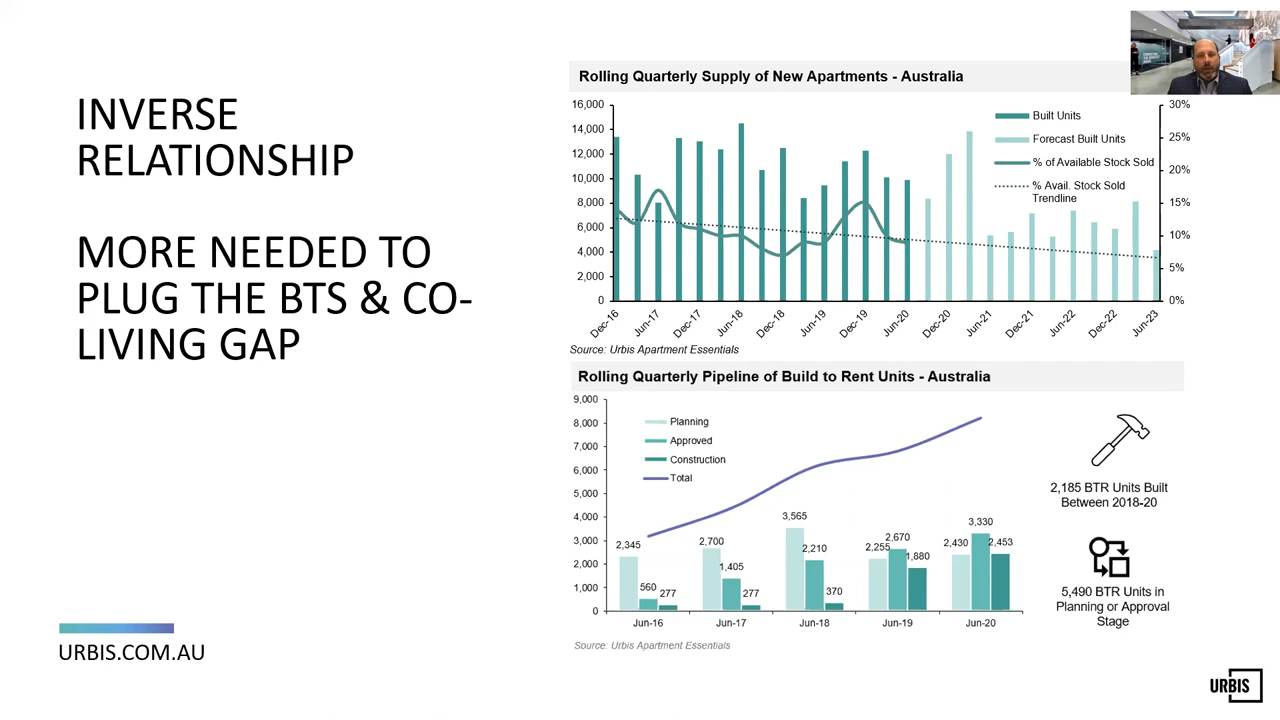 INVERSE
RELATIONSHIP
MORE NEEDED TO
PLUG THE BTS & CO-
LIVING GAP
URBIS.COM.AU
Rolling Quarterly Supply of New Apartments - Australia
16,000
14,000
12,000
10,000
8,000
6,000
4,000
2,000
0
30%
25%
20%
15%
10%
5%
0%
Built Units
Forecast Built Units
% of Available Stock Sold
% Avail. Stock Sold
Trendline
Dec-16
Jun-17
Dec-17
Jun-18
Dec-18
Jun-19
Dec-19
Jun-20
Dec-20
Jun-21
Dec-21
Jun-22
Dec-22
Jun-23
Source: Urbis Apartment Essentials
Rolling Quarterly Pipeline of Build to Rent Units - Australia
9,000
8,000
7,000
6,000
5,000
4,000
3,000
2,000
1,000
0
Planning
Approved
Construction
Total
2,345
560
277
2,700
1,405
277
3,565
2,210
370
2,255
2,670
1,880
2,430
3,330
2,453
Jun-16
Jun-17
Jun-18
Jun-19
Jun-20
Source: Urbis Apartment Essentials
2,185 BTR Units Built
Between 2018-20
5,490 BTR Units in
Planning or Approval
Stage
URBIS